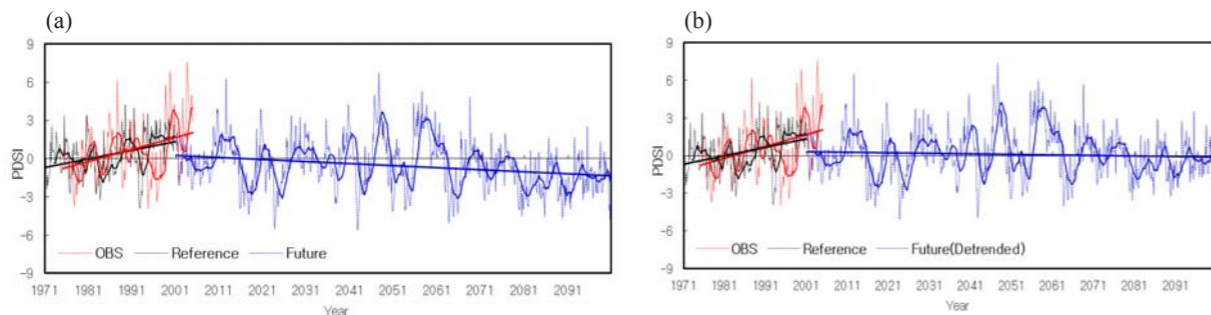 (a)
9
6
3
0
−3
−6
−9
PDSI
OBS Reference Future
1971 1981 1991 2001 2011 2021 2031 2041 2051 2061 2071 2081 2091
Year
(b)
9
6
3
0
−3
−6
−9
PDSI
OBS Reference Future(Detrended)
1971 1981 1991 2001 2011 2021 2031 2041 2051 2061 2071 2081 2091
Year